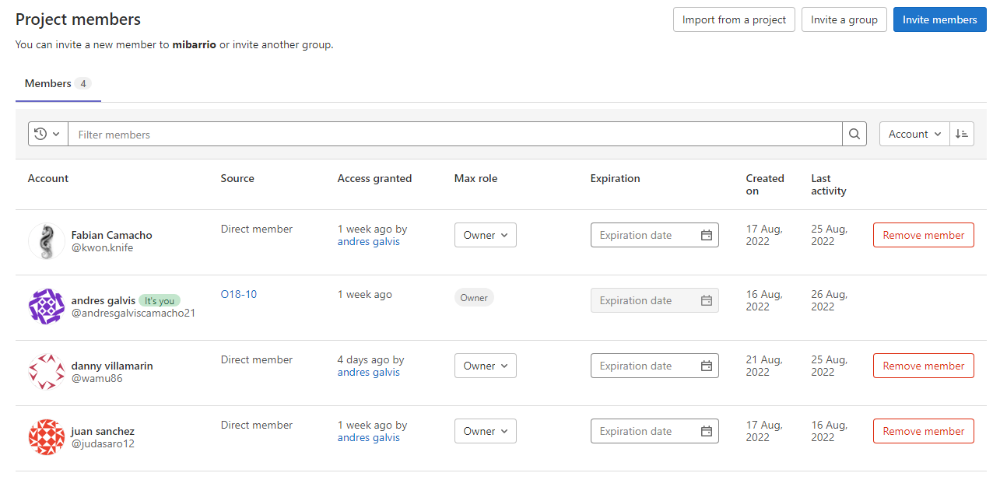 Project members
Import from a project
Invite a group
Invite members
You can invite a new member to mibarrio or invite another group.
Members 4
Filter members
Account
Account Source Access granted Max role Expiration Created on Last activity
Fabian Camacho
@kwon.knife
Direct member
1 week ago by
andres galvis
Owner
Expiration date
17 Aug,
2022
25 Aug,
2022
Remove member
andres galvis It's you
@andresgalviscamacho21
O18-10
1 week ago
Owner
Expiration date
16 Aug,
2022
26 Aug,
2022
danny villamarin
@wamu86
Direct member
4 days ago by
andres galvis
Owner
Expiration date
21 Aug,
2022
25 Aug,
2022
Remove member
juan sanchez
@judasaro12
Direct member
1 week ago by
andres galvis
Owner
Expiration date
17 Aug,
2022
16 Aug,
2022
Remove member